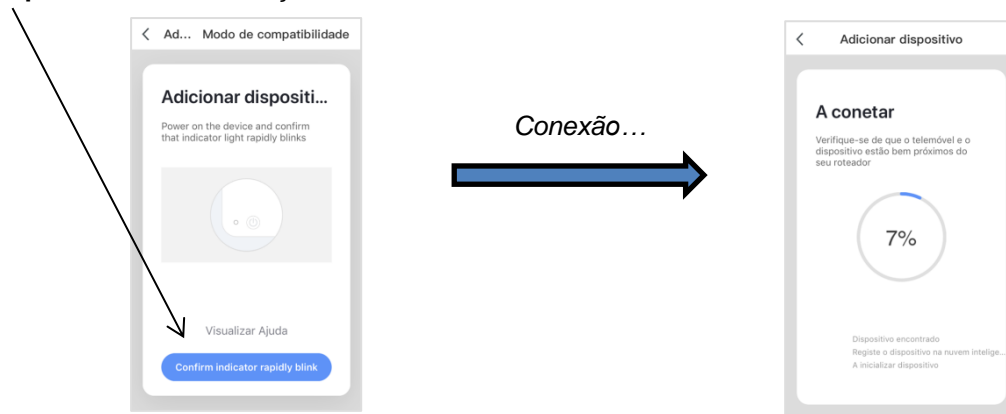 Ad... Modo de compatibilidade
Adicionar dispositi...
Power on the device and confirm
that indicator light rapidly blinks
Visualizar Ajuda
Confirm indicator rapidly blink
Conexão…
Adicionar dispositivo
A conetar
Verifique-se de que o telemóvel e o
dispositivo estão bem próximos do
seu roteador
7%
Dispositivo encontrado
Registe o dispositivo na nuvem intelige...
A inicializar dispositivo